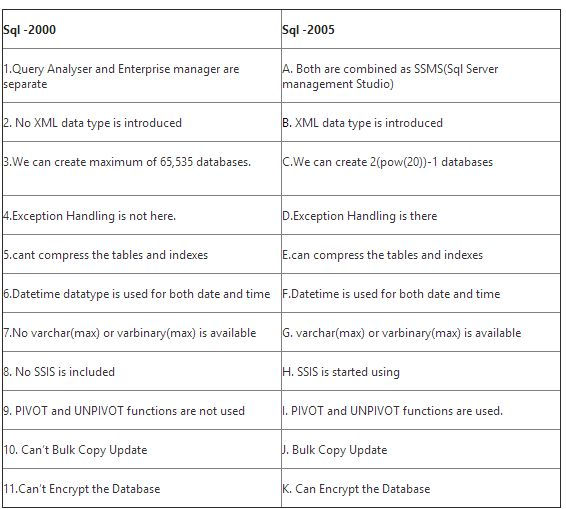 Sql -2000
Sql -2005
1.Query Analyser and Enterprise manager are
separate
A. Both are combined as SSMS(Sql Server
management Studio)
2. No XML data type is introduced
B. XML data type is introduced
3.We can create maximum of 65,535 databases.
C.We can create 2(pow(20))-1 databases
4.Exception Handling is not here.
D.Exception Handling is there
5.cant compress the tables and indexes
E.can compress the tables and indexes
6.Datetime datatype is used for both date and time
F.Datetime is used for both date and time
7.No varchar(max) or varbinary(max) is available
G. varchar(max) or varbinary(max) is available
8. No SSIS is included
H. SSIS is started using
9. PIVOT and UNPIVOT functions are not used
I. PIVOT and UNPIVOT functions are used.
10. Can't Bulk Copy Update
J. Bulk Copy Update
11.Can't Encrypt the Database
K. Can Encrypt the Database